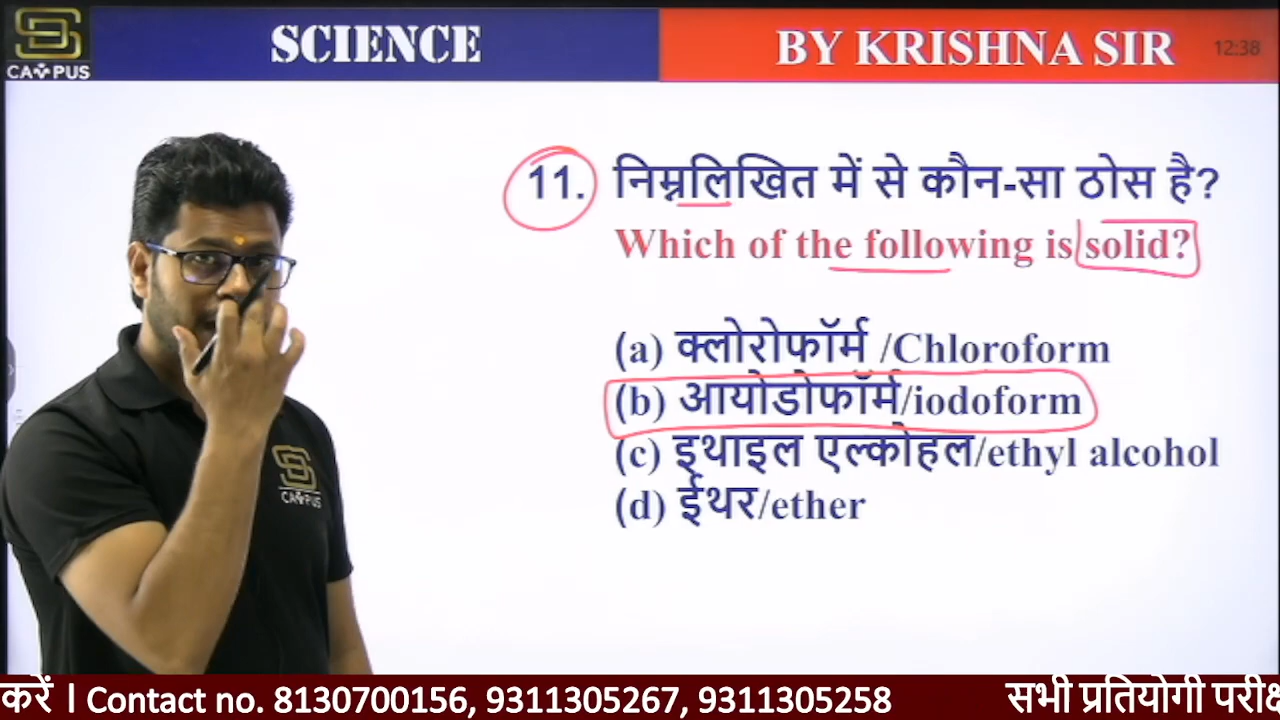 SCIENCE
BY KRISHNA SIR
12:38
CAMPUS
11. निम्नलिखित में से कौन-सा ठोस है?
Which of the following is solid?
(a) क्लोरोफॉर्म /Chloroform
(b) आयोडोफॉर्म/iodoform
(c) इथाइल एल्कोहल/ethyl alcohol
(d) ईथर/ether
CAMPUS
करें । Contact no. 8130700156, 9311305267, 9311305258
सभी प्रतियोगी